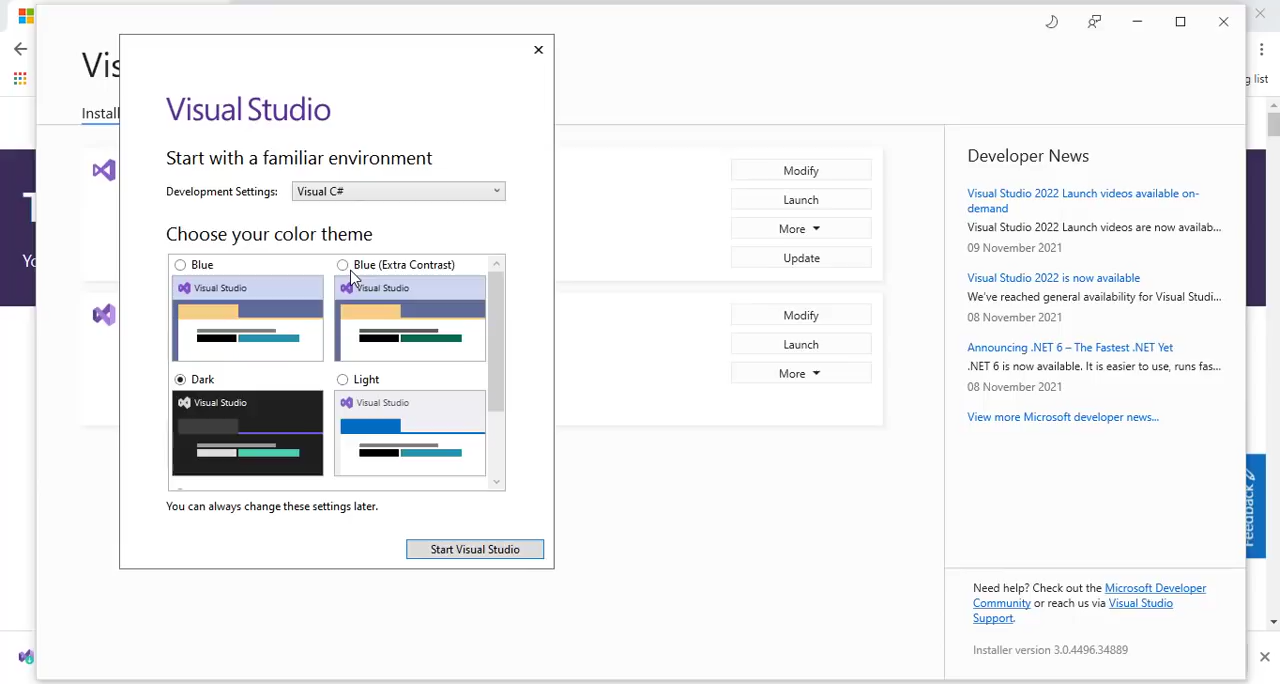 Vis
Install
T
Yo
g list
Visual Studio
Start with a familiar environment
Development Settings:
Visual C#
Choose your color theme
Blue
Blue (Extra Contrast)
Visual Studio
Visual Studio
Dark
Light
Visual Studio
Visual Studio
You can always change these settings later.
Start Visual Studio
Modify
Launch
More
Update
Modify
Launch
More
Developer News
Visual Studio 2022 Launch videos available on-
demand
Visual Studio 2022 Launch videos are now availab...
09 November 2021
Visual Studio 2022 is now available
We've reached general availability for Visual Studi...
08 November 2021
Announcing .NET 6 – The Fastest .NET Yet
.NET 6 is now available. It is easier to use, runs fas...
08 November 2021
View more Microsoft developer news...
Feedback
Need help? Check out the Microsoft Developer
Community or reach us via Visual Studio
Support.
Installer version 3.0.4496.34889